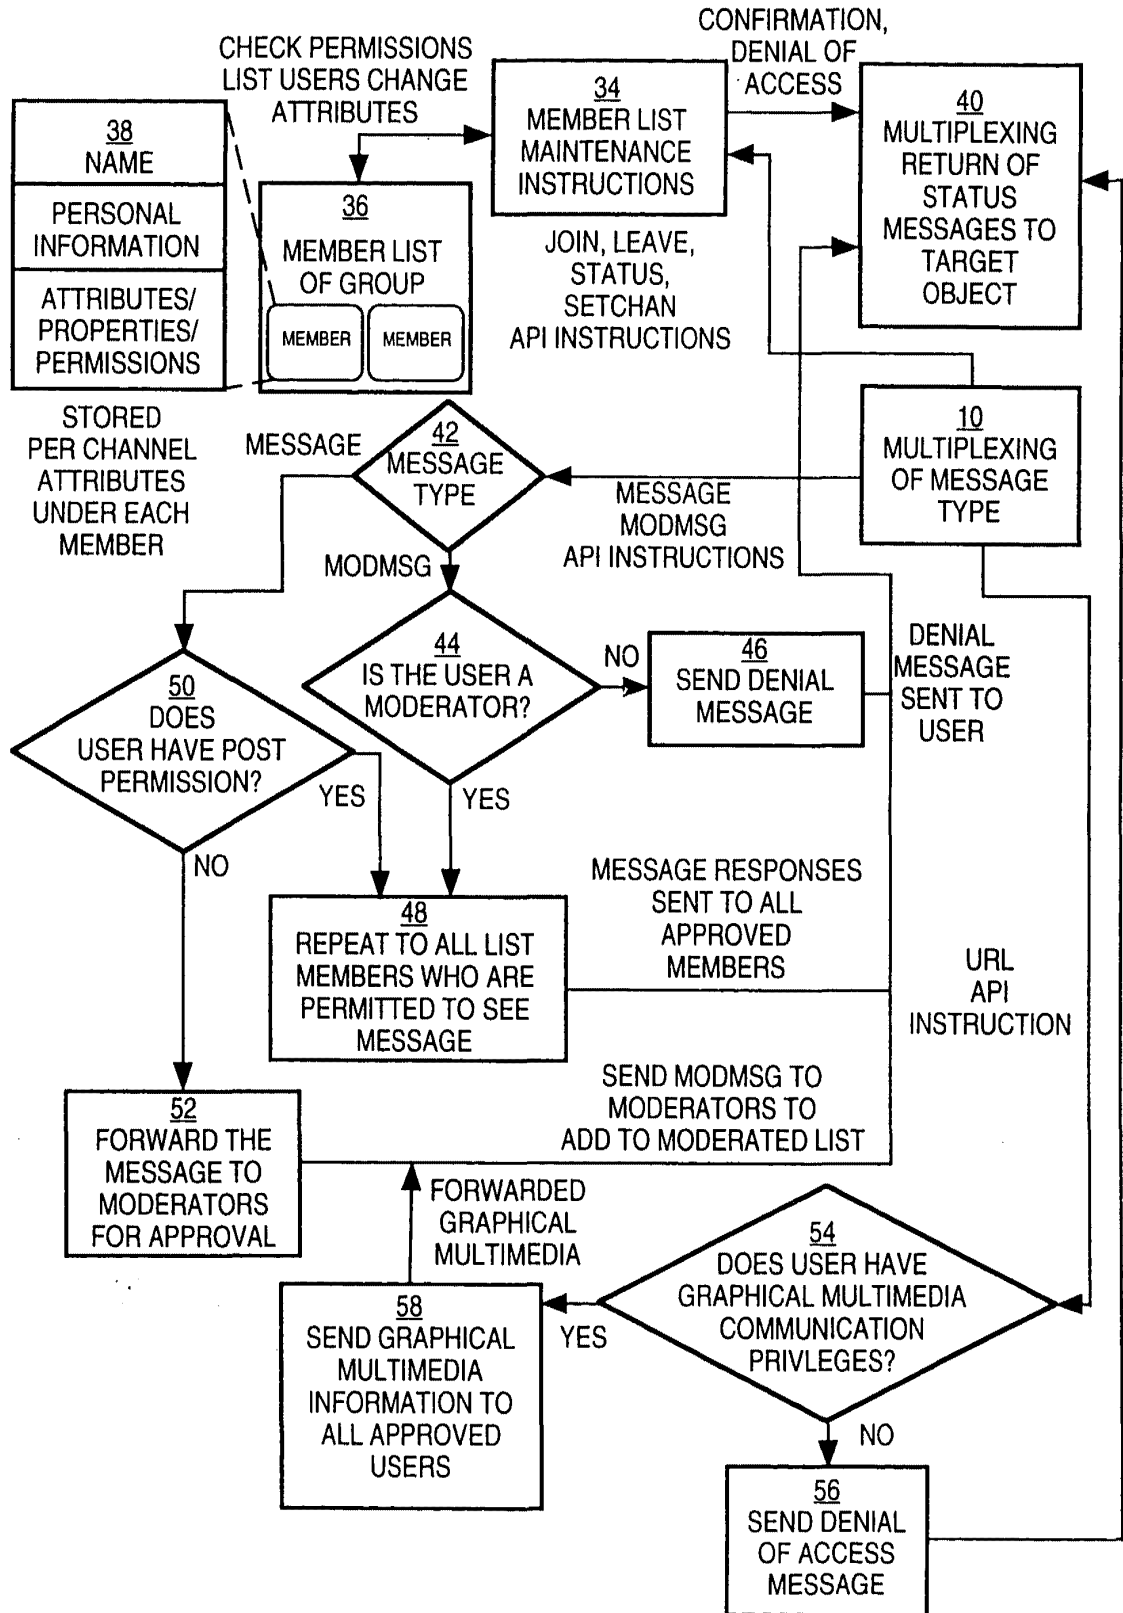 CONFIRMATION,
DENIAL OF
ACCESS
CHECK PERMISSIONS
LIST USERS CHANGE
ATTRIBUTES
38
NAME
PERSONAL
INFORMATION
ATTRIBUTES/
PROPERTIES/
PERMISSIONS
STORED
PER CHANNEL
ATTRIBUTES
UNDER EACH
MEMBER
36
MEMBER LIST
OF GROUP
MEMBER
MEMBER
34
MEMBER LIST
MAINTENANCE
INSTRUCTIONS
JOIN, LEAVE,
STATUS,
SETCHAN
API INSTRUCTIONS
40
MULTIPLEXING
RETURN OF
STATUS
MESSAGES TO
TARGET
OBJECT
10
MULTIPLEXING
OF MESSAGE
TYPE
MESSAGE
42
MESSAGE
TYPE
MESSAGE
MODMSG
API INSTRUCTIONS
MODMSG
44
IS THE USER A
MODERATOR?
NO
46
SEND DENIAL
MESSAGE
DENIAL
MESSAGE
SENT TO
USER
50
DOES
USER HAVE POST
PERMISSION?
YES
YES
NO
48
REPEAT TO ALL LIST
MEMBERS WHO ARE
PERMITTED TO SEE
MESSAGE
MESSAGE RESPONSES
SENT TO ALL
APPROVED
MEMBERS
URL
API
INSTRUCTION
52
FORWARD THE
MESSAGE TO
MODERATORS
FOR APPROVAL
SEND MODMSG TO
MODERATORS TO
ADD TO MODERATED LIST
FORWARDED
GRAPHICAL
MULTIMEDIA
54
DOES USER HAVE
GRAPHICAL MULTIMEDIA
COMMUNICATION
PRIVLEGES?
YES
58
SEND GRAPHICAL
MULTIMEDIA
INFORMATION TO
ALL APPROVED
USERS
NO
56
SEND DENIAL
OF ACCESS
MESSAGE